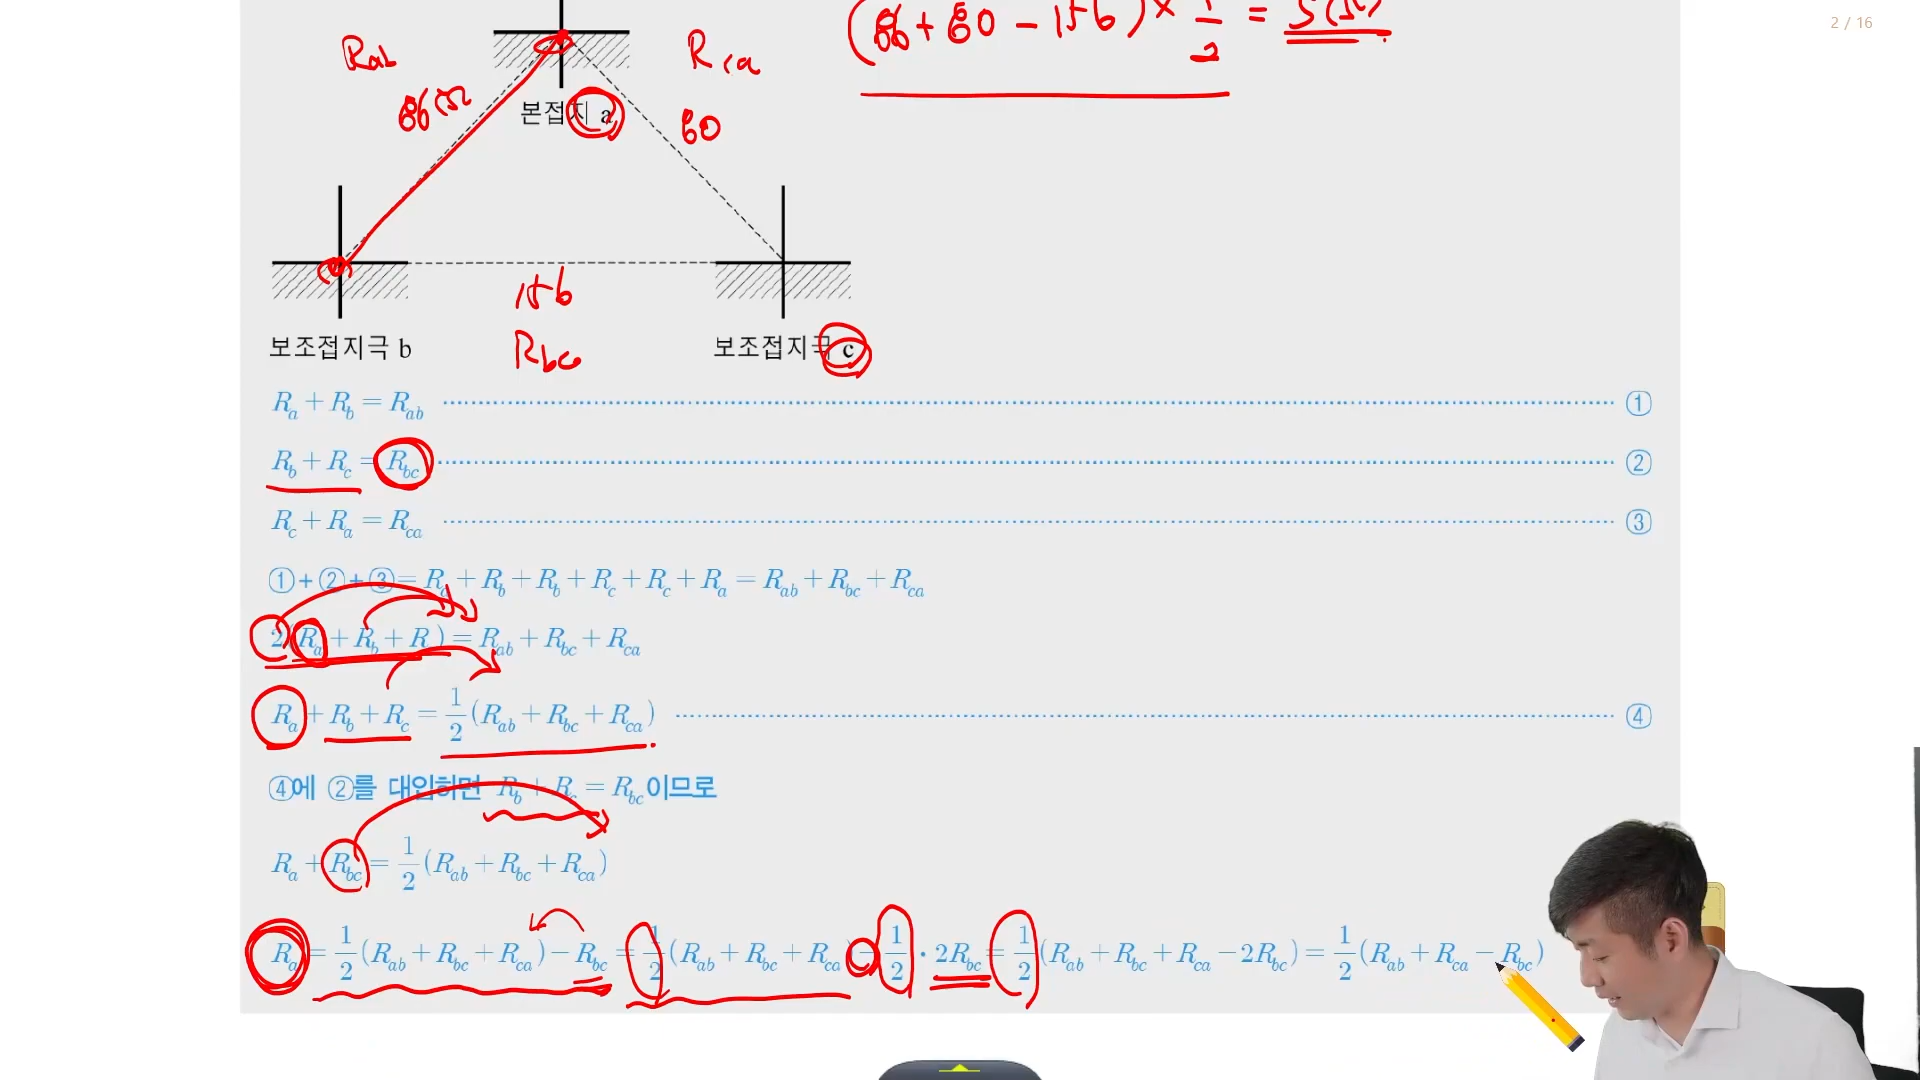 2 / 16
(86 + 80 - 156) × 1/2 = 5(Ω)
Rab
Rca
86(Ω)
본접지 a
80
156
보조접지극 b
Rbc
보조접지극 c
Ra + Rb = Rab ①
Rb + Rc = Rbc ②
Rc + Ra = Rca ③
① + ② + ③ = Ra + Rb + Rb + Rc + Rc + Ra = Rab + Rbc + Rca
2(Ra + Rb + R ) = Rab + Rbc + Rca
Ra + Rb + Rc = 1/2 (Rab + Rbc + Rca) ④
④에 ②를 대입하면 Rb + Rc = Rbc 이므로
Ra + Rbc = 1/2 (Rab + Rbc + Rca)
Ra = 1/2 (Rab + Rbc + Rca) - Rbc = 1/2 (Rab + Rbc + Rca) - 1/2 · 2Rbc = 1/2 (Rab + Rbc + Rca - 2Rbc) = 1/2 (Rab + Rca - Rbc)